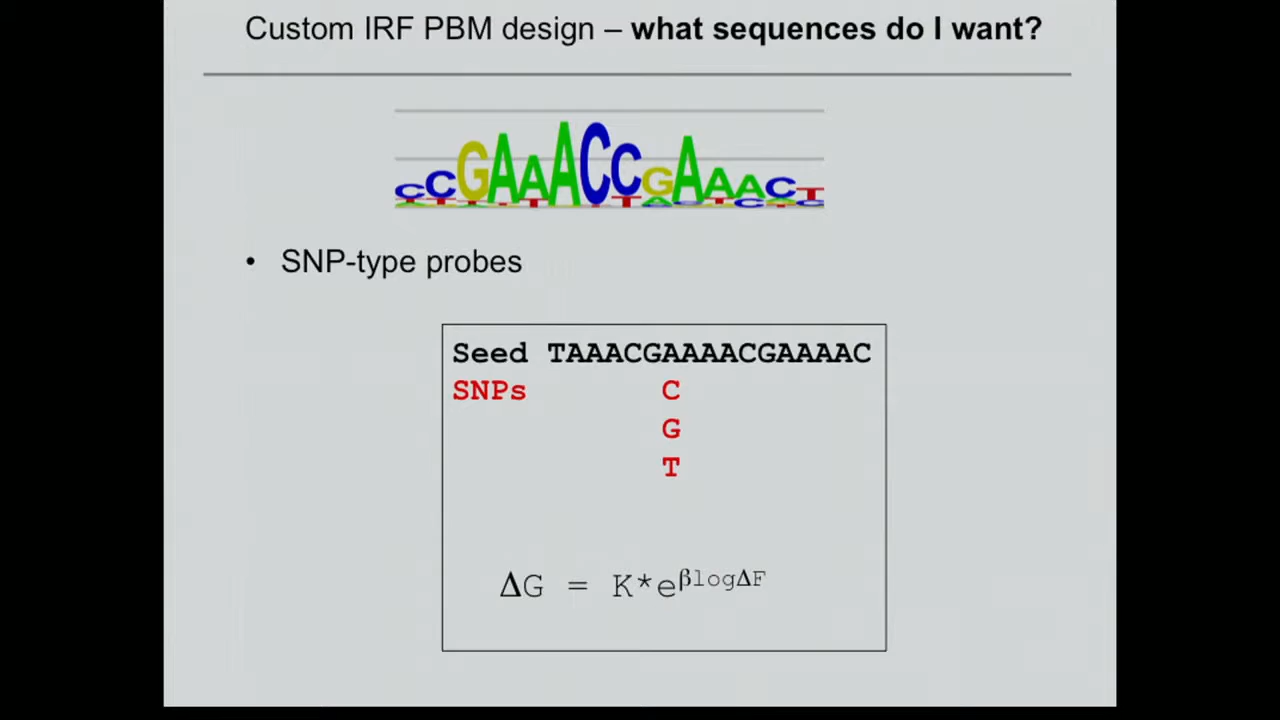 Custom IRF PBM design – what sequences do I want?
CCGAAACCGAAACT
• SNP-type probes
Seed TAAACGAAAACGAAAAC
SNPs C
G
T
ΔG = K*e^βlogΔF